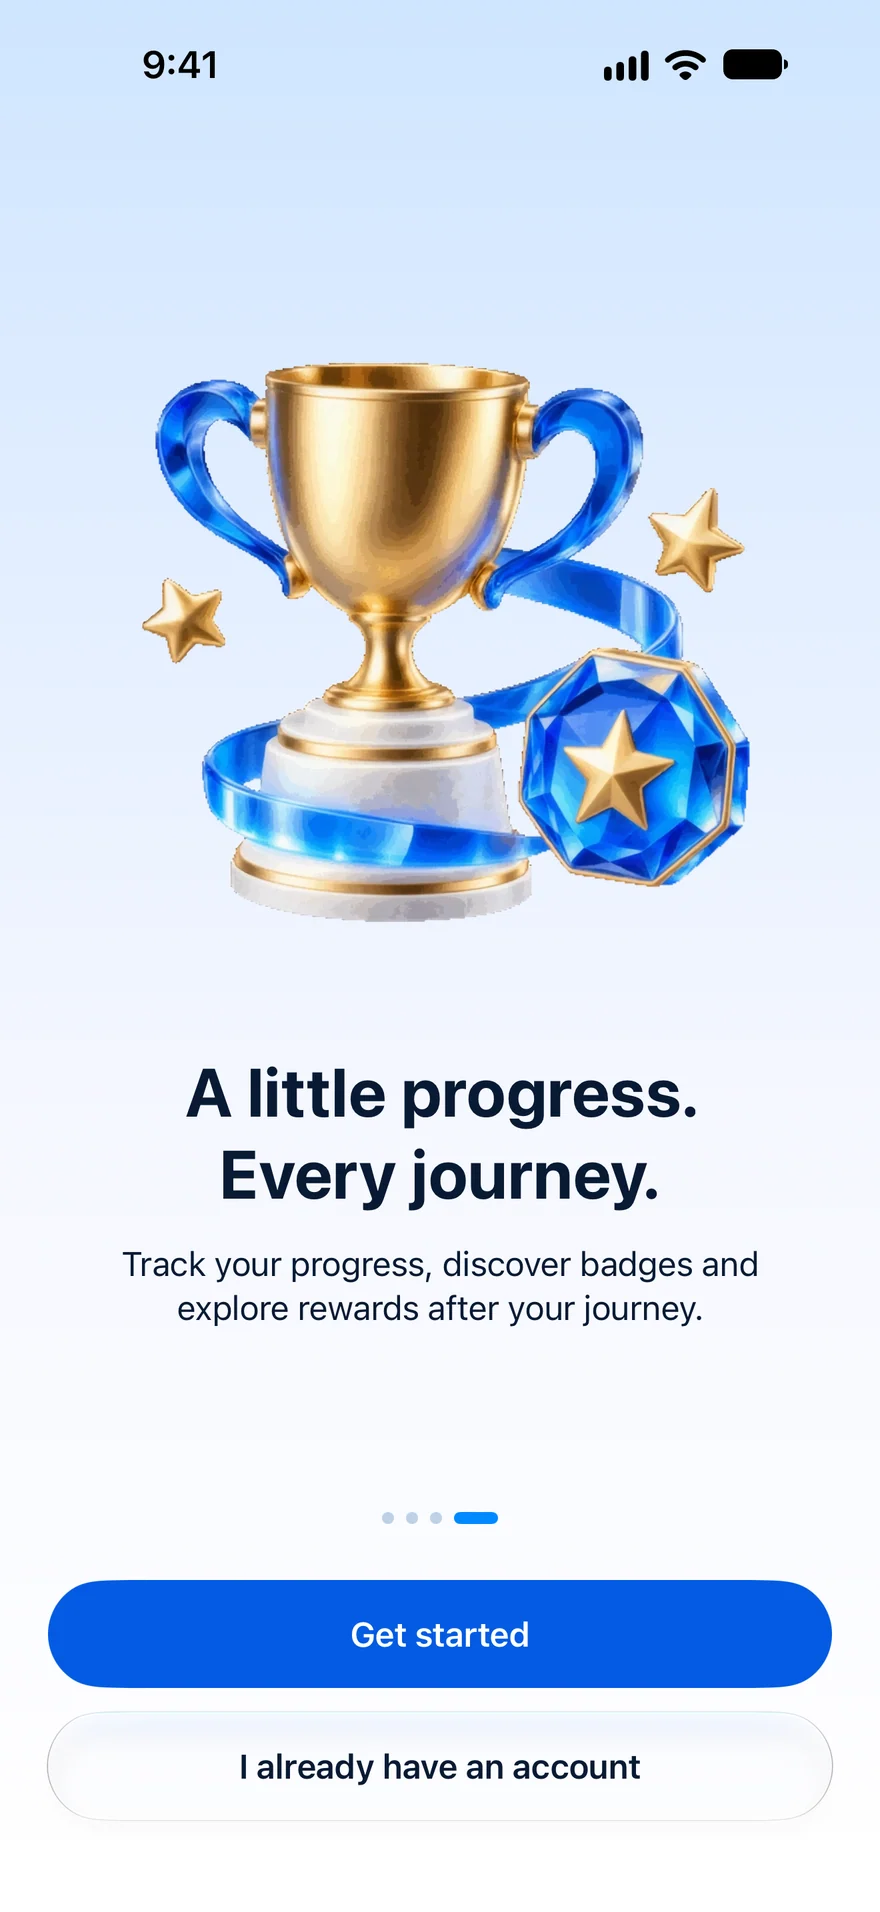 9:41
A little progress.
Every journey.
Track your progress, discover badges and
explore rewards after your journey.
Get started
I already have an account